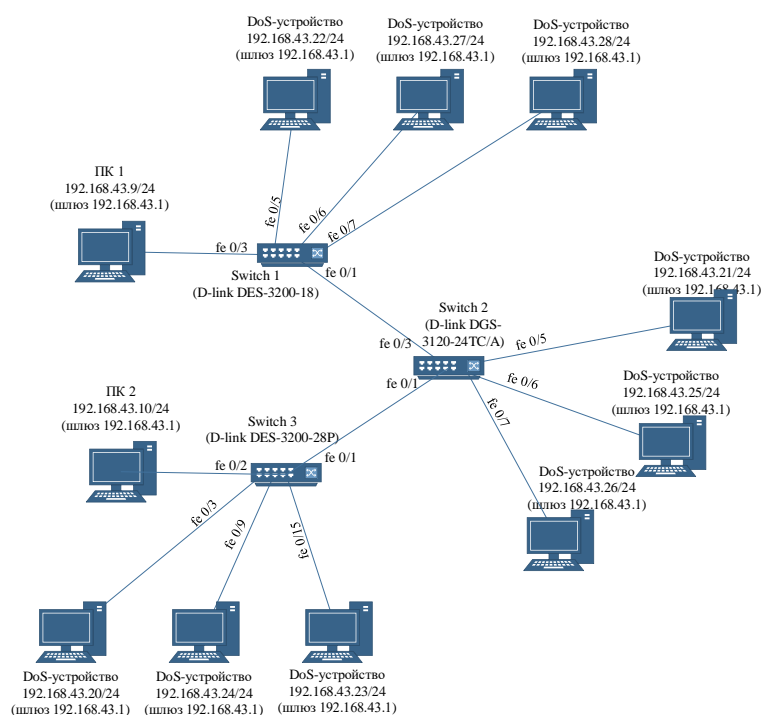 DoS-устройство
192.168.43.22/24
(шлюз 192.168.43.1)
DoS-устройство
192.168.43.27/24
(шлюз 192.168.43.1)
DoS-устройство
192.168.43.28/24
(шлюз 192.168.43.1)
ПК 1
192.168.43.9/24
(шлюз 192.168.43.1)
fe 0/5
fe 0/6
fe 0/7
fe 0/3
fe 0/1
Switch 1
(D-link DES-3200-18)
DoS-устройство
192.168.43.21/24
(шлюз 192.168.43.1)
Switch 2
(D-link DGS-
3120-24TC/A)
fe 0/3
fe 0/5
fe 0/1
fe 0/6
fe 0/7
DoS-устройство
192.168.43.25/24
(шлюз 192.168.43.1)
ПК 2
192.168.43.10/24
(шлюз 192.168.43.1)
Switch 3
(D-link DES-3200-28P)
fe 0/1
fe 0/2
fe 0/3
fe 0/9
fe 0/15
DoS-устройство
192.168.43.26/24
(шлюз 192.168.43.1)
DoS-устройство
192.168.43.20/24
(шлюз 192.168.43.1)
DoS-устройство
192.168.43.24/24
(шлюз 192.168.43.1)
DoS-устройство
192.168.43.23/24
(шлюз 192.168.43.1)